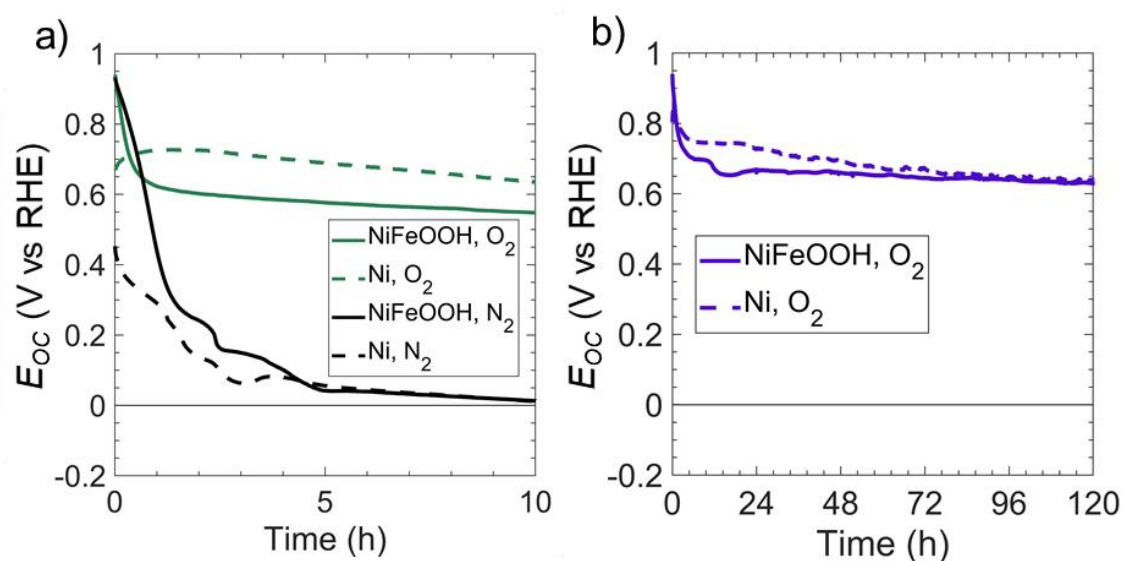 a)
1
0.8
0.6
0.4
0.2
0
-0.2
E_OC (V vs RHE)
0
5
10
Time (h)
NiFeOOH, O₂
Ni, O₂
NiFeOOH, N₂
Ni, N₂
b)
1
0.8
0.6
0.4
0.2
0
-0.2
E_OC (V vs RHE)
0
24
48
72
96
120
Time (h)
NiFeOOH, O₂
Ni, O₂